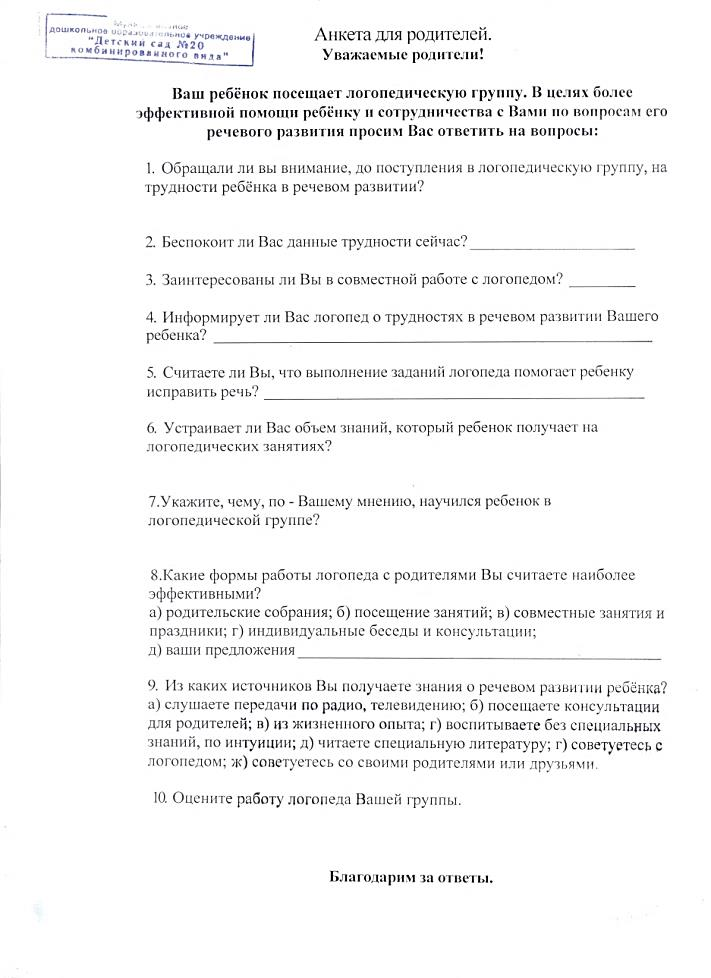 дошкольное образовательное учреждение
"Детский сад №20
комбинированного вида"
Анкета для родителей.
Уважаемые родители!
Ваш ребёнок посещает логопедическую группу. В целях более
эффективной помощи ребёнку и сотрудничества с Вами по вопросам его
речевого развития просим Вас ответить на вопросы:
1. Обращали ли вы внимание, до поступления в логопедическую группу, на
трудности ребёнка в речевом развитии?
2. Беспокоит ли Вас данные трудности сейчас?
3. Заинтересованы ли Вы в совместной работе с логопедом?
4. Информирует ли Вас логопед о трудностях в речевом развитии Вашего
ребенка?
5. Считаете ли Вы, что выполнение заданий логопеда помогает ребенку
исправить речь?
6. Устраивает ли Вас объем знаний, который ребенок получает на
логопедических занятиях?
7.Укажите, чему, по - Вашему мнению, научился ребенок в
логопедической группе?
8.Какие формы работы логопеда с родителями Вы считаете наиболее
эффективными?
а) родительские собрания; б) посещение занятий; в) совместные занятия и
праздники; г) индивидуальные беседы и консультации;
д) ваши предложения
9. Из каких источников Вы получаете знания о речевом развитии ребёнка?
а) слушаете передачи по радио, телевидению; б) посещаете консультации
для родителей; в) из жизненного опыта; г) воспитываете без специальных
знаний, по интуиции; д) читаете специальную литературу; г) советуетесь с
логопедом; ж) советуетесь со своими родителями или друзьями.
10. Оцените работу логопеда Вашей группы.
Благодарим за ответы.